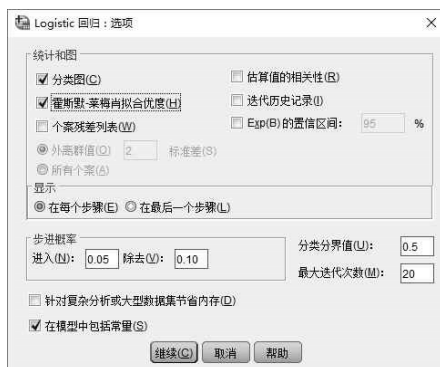 Logistic 回归：选项
统计和图
分类图(C) 估算值的相关性(R)
霍斯默-莱梅肖拟合优度(H) 迭代历史记录(I)
个案残差列表(W) Exp(B) 的置信区间： 95 %
外离群值(O) 2 标准差(S)
所有个案(A)
显示
在每个步骤(E) 在最后一个步骤(L)
步进概率
进入(N)： 0.05 除去(V)： 0.10
分类分界值(U)： 0.5
最大迭代次数(M)： 20
针对复杂分析或大型数据集节省内存(D)
在模型中包括常量(S)
继续(C) 取消 帮助